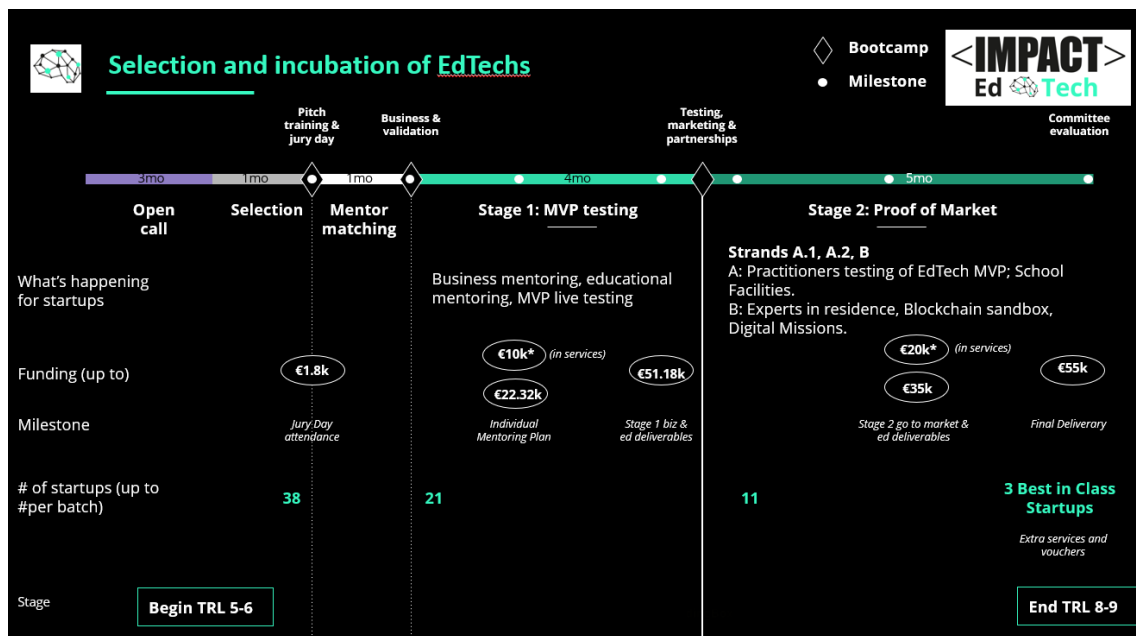 Selection and incubation of EdTechs
Bootcamp
Milestone
<IMPACT>
Ed Tech
Pitch
training &
jury day
Business &
validation
Testing,
marketing &
partnerships
Committee
evaluation
3mo
1mo
1mo
4mo
5mo
Open
call
Selection
Mentor
matching
Stage 1: MVP testing
Stage 2: Proof of Market
What's happening
for startups
Business mentoring, educational
mentoring, MVP live testing
Strands A.1, A.2, B
A: Practitioners testing of EdTech MVP; School
Facilities.
B: Experts in residence, Blockchain sandbox,
Digital Missions.
Funding (up to)
€1.8k
€10k* (in services)
€22.32k
€51.18k
€20k* (in services)
€35k
€55k
Milestone
Jury Day
attendance
Individual
Mentoring Plan
Stage 1 biz &
ed deliverables
Stage 2 go to market &
ed deliverables
Final Deliverary
# of startups (up to
#per batch)
38
21
11
3 Best in Class
Startups
Extra services and
vouchers
Stage
Begin TRL 5-6
End TRL 8-9